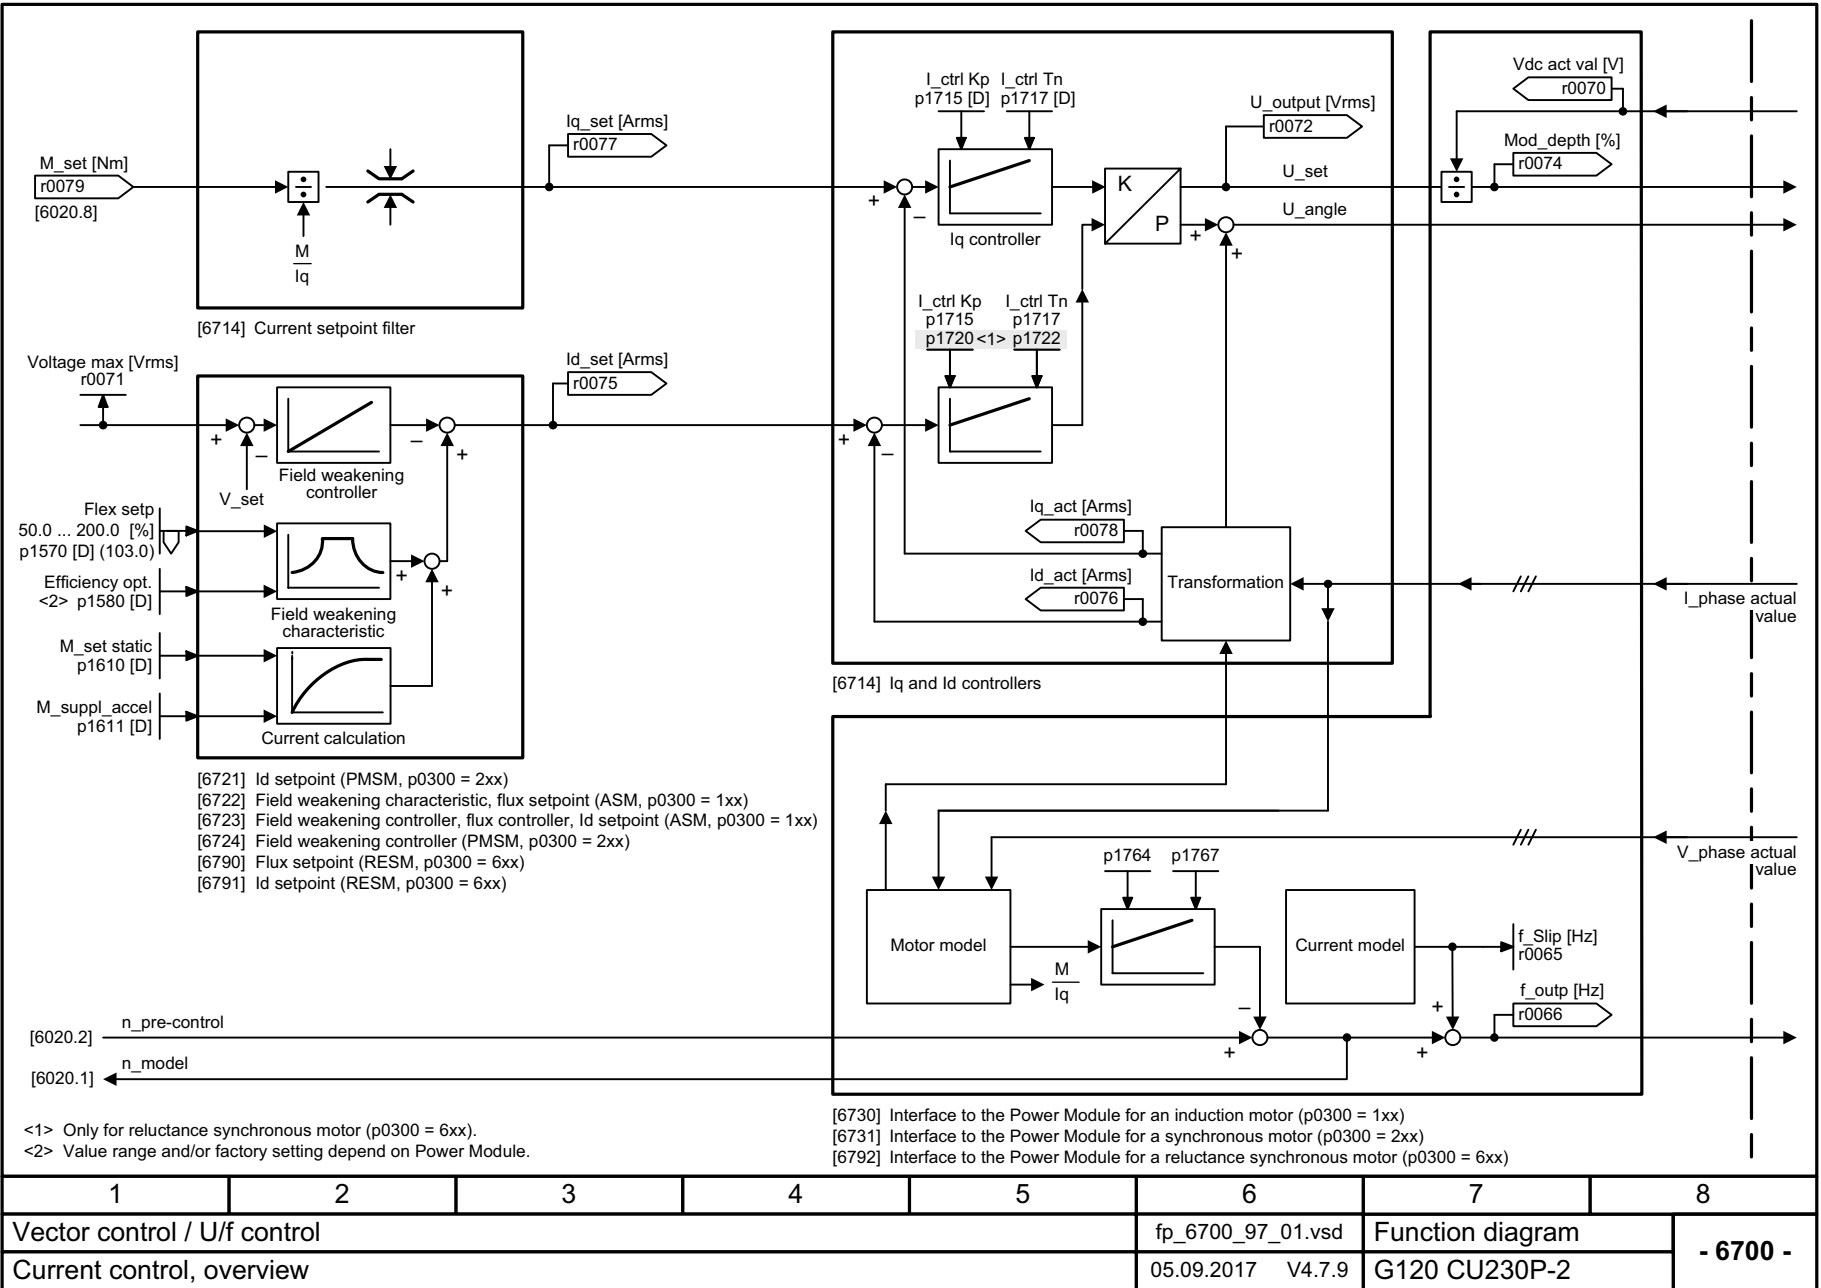 M_set [Nm]
r0079
[6020.8]
÷
M
Iq
[6714] Current setpoint filter
Iq_set [Arms]
r0077
Voltage max [Vrms]
r0071
+
–
V_set
Field weakening
controller
–
+
Id_set [Arms]
r0075
Flex setp
50.0 ... 200.0 [%]
p1570 [D] (103.0)
Efficiency opt.
<2> p1580 [D]
Field weakening
characteristic
+
+
M_set static
p1610 [D]
M_suppl_accel
p1611 [D]
Current calculation
[6721] Id setpoint (PMSM, p0300 = 2xx)
[6722] Field weakening characteristic, flux setpoint (ASM, p0300 = 1xx)
[6723] Field weakening controller, flux controller, Id setpoint (ASM, p0300 = 1xx)
[6724] Field weakening controller (PMSM, p0300 = 2xx)
[6790] Flux setpoint (RESM, p0300 = 6xx)
[6791] Id setpoint (RESM, p0300 = 6xx)
I_ctrl Kp I_ctrl Tn
p1715 [D] p1717 [D]
+
–
Iq controller
K
P
U_output [Vrms]
r0072
U_set
U_angle
+
+
I_ctrl Kp I_ctrl Tn
p1715 p1717
p1720 <1> p1722
+
–
Iq_act [Arms]
r0078
Id_act [Arms]
r0076
Transformation
[6714] Iq and Id controllers
Vdc act val [V]
r0070
Mod_depth [%]
r0074
÷
I_phase actual
value
V_phase actual
value
p1764 p1767
Motor model
M
Iq
Current model
f_Slip [Hz]
r0065
f_outp [Hz]
r0066
–
+
+
+
[6020.2] n_pre-control
[6020.1] n_model
<1> Only for reluctance synchronous motor (p0300 = 6xx).
<2> Value range and/or factory setting depend on Power Module.
[6730] Interface to the Power Module for an induction motor (p0300 = 1xx)
[6731] Interface to the Power Module for a synchronous motor (p0300 = 2xx)
[6792] Interface to the Power Module for a reluctance synchronous motor (p0300 = 6xx)
1 2 3 4 5 6 7 8
Vector control / U/f control
fp_6700_97_01.vsd
Function diagram
- 6700 -
Current control, overview
05.09.2017 V4.7.9
G120 CU230P-2